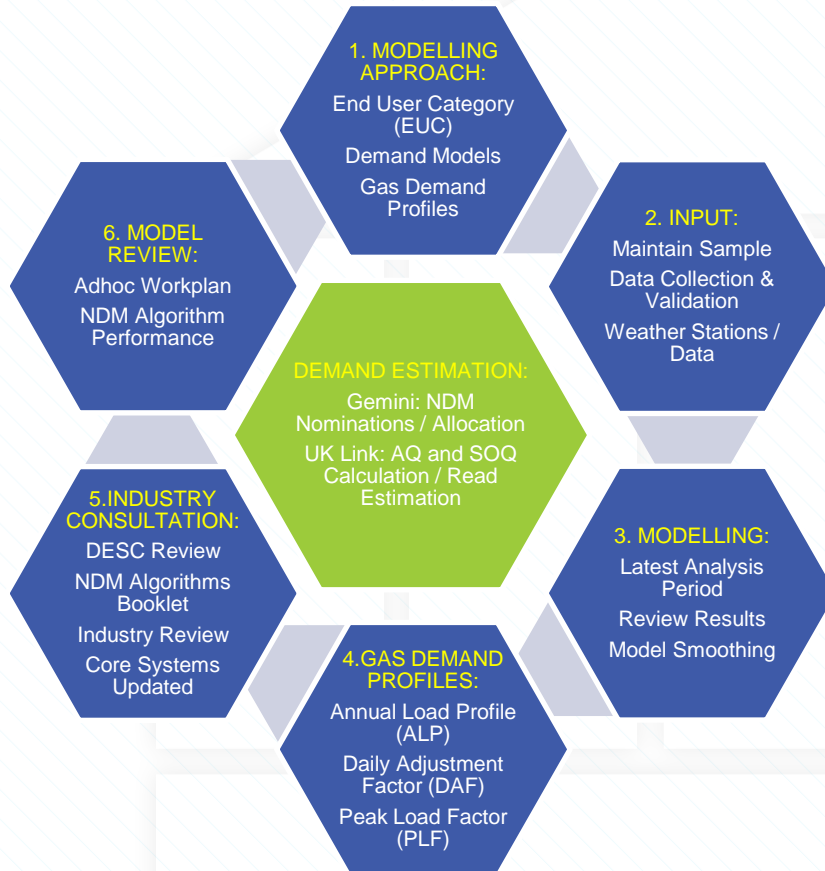 1. MODELLING
APPROACH:
End User Category
(EUC)
Demand Models
Gas Demand
Profiles
2. INPUT:
Maintain Sample
Data Collection &
Validation
Weather Stations /
Data
3. MODELLING:
Latest Analysis
Period
Review Results
Model Smoothing
4.GAS DEMAND
PROFILES:
Annual Load Profile
(ALP)
Daily Adjustment
Factor (DAF)
Peak Load Factor
(PLF)
5.INDUSTRY
CONSULTATION:
DESC Review
NDM Algorithms
Booklet
Industry Review
Core Systems
Updated
6. MODEL
REVIEW:
Adhoc Workplan
NDM Algorithm
Performance
DEMAND ESTIMATION:
Gemini: NDM
Nominations / Allocation
UK Link: AQ and SOQ
Calculation / Read
Estimation